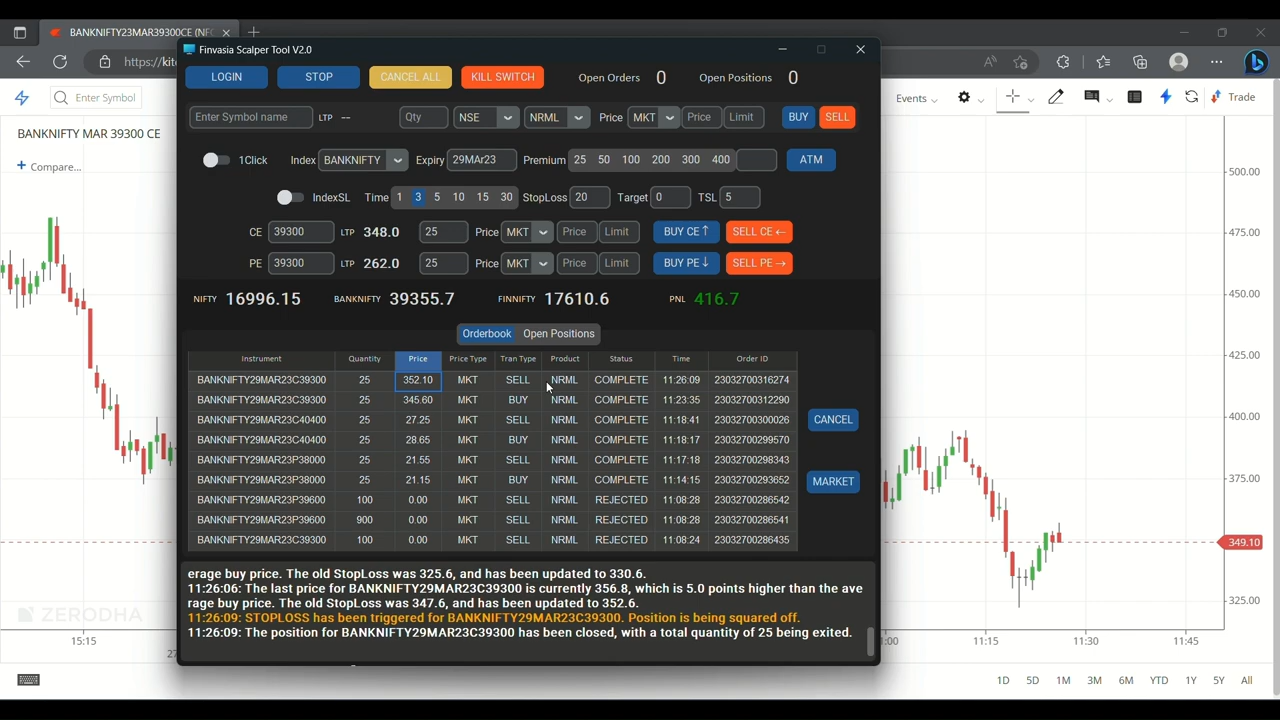 BANKNIFTY23MAR39300CE (NF
https://kit
Finvasia Scalper Tool V2.0
LOGIN STOP CANCEL ALL KILL SWITCH Open Orders 0 Open Positions 0
Enter Symbol name LTP -- Qty NSE NRML Price MKT Price Limit BUY SELL
1Click Index BANKNIFTY Expiry 29MAr23 Premium 25 50 100 200 300 400 ATM
IndexSL Time 1 3 5 10 15 30 StopLoss 20 Target 0 TSL 5
CE 39300 LTP 348.0 25 Price MKT Price Limit BUY CE↑ SELL CE←
PE 39300 LTP 262.0 25 Price MKT Price Limit BUY PE↓ SELL PE→
NIFTY 16996.15 BANKNIFTY 39355.7 FINNIFTY 17610.6 PNL 416.7
Orderbook Open Positions
Instrument Quantity Price Price Type Tran Type Product Status Time Order ID
BANKNIFTY29MAR23C39300 25 352.10 MKT SELL NRML COMPLETE 11:26:09 23032700316274
BANKNIFTY29MAR23C39300 25 345.60 MKT BUY NRML COMPLETE 11:23:35 23032700312290
BANKNIFTY29MAR23C40400 25 27.25 MKT SELL NRML COMPLETE 11:18:41 23032700300026
BANKNIFTY29MAR23C40400 25 28.65 MKT BUY NRML COMPLETE 11:18:17 23032700299570
BANKNIFTY29MAR23P38000 25 21.55 MKT SELL NRML COMPLETE 11:17:18 23032700298343
BANKNIFTY29MAR23P38000 25 21.15 MKT BUY NRML COMPLETE 11:14:15 23032700293652
BANKNIFTY29MAR23P39600 100 0.00 MKT SELL NRML REJECTED 11:08:28 23032700286542
BANKNIFTY29MAR23P39600 900 0.00 MKT SELL NRML REJECTED 11:08:28 23032700286541
BANKNIFTY29MAR23C39300 100 0.00 MKT SELL NRML REJECTED 11:08:24 23032700286435
CANCEL
MARKET
erage buy price. The old StopLoss was 325.6, and has been updated to 330.6.
11:26:06: The last price for BANKNIFTY29MAR23C39300 is currently 356.8, which is 5.0 points higher than the ave
rage buy price. The old StopLoss was 347.6, and has been updated to 352.6.
11:26:09: STOPLOSS has been triggered for BANKNIFTY29MAR23C39300. Position is being squared off.
11:26:09: The position for BANKNIFTY29MAR23C39300 has been closed, with a total quantity of 25 being exited.
Enter Symbol
Events
Trade
BANKNIFTY MAR 39300 CE
+ Compare...
500.00
475.00
450.00
425.00
400.00
375.00
349.10
325.00
ZERODHA
15:15 27 :00 11:15 11:30 11:45
1D 5D 1M 3M 6M YTD 1Y 5Y All